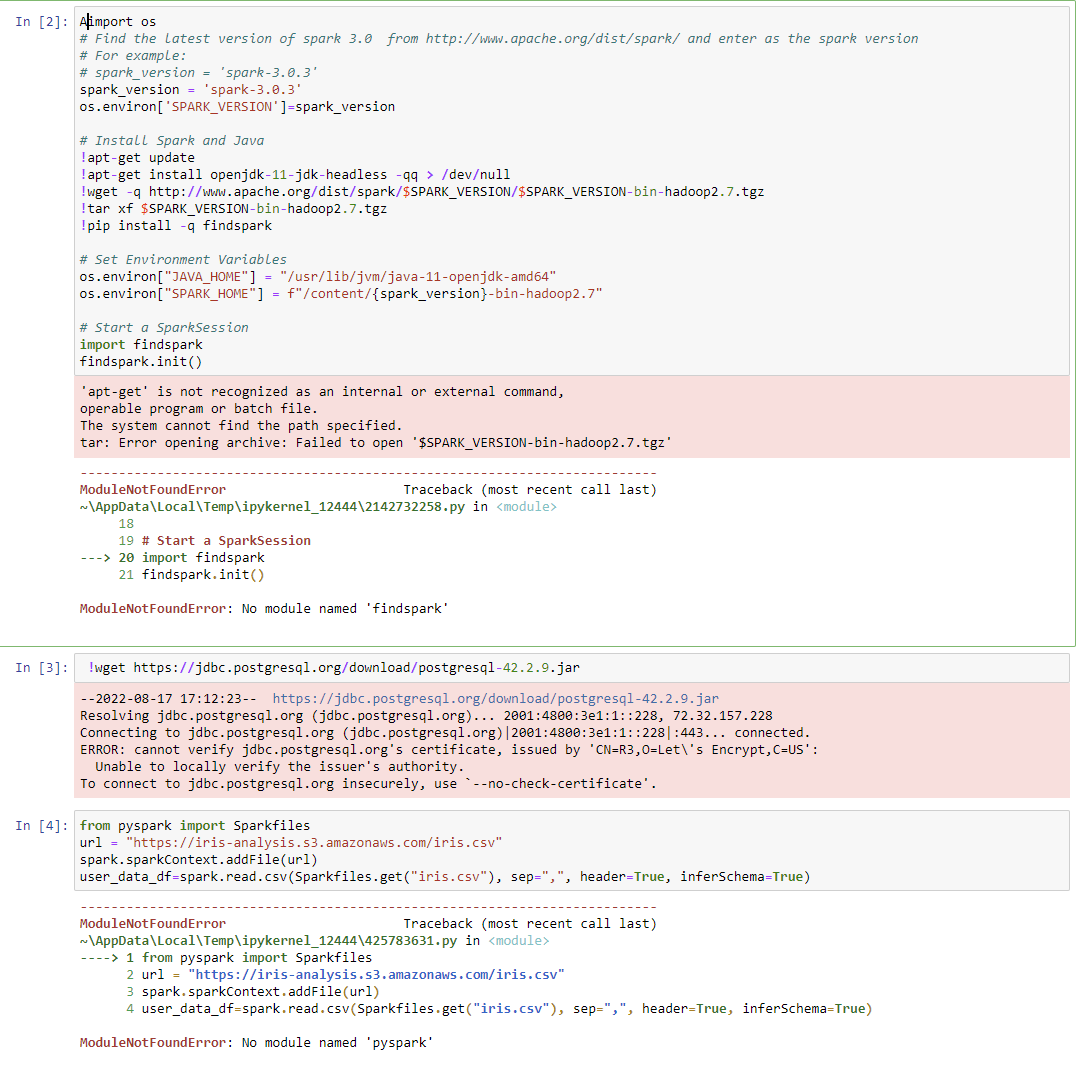 In [2]:
Aimport os
# Find the latest version of spark 3.0  from http://www.apache.org/dist/spark/ and enter as the spark version
# For example:
# spark_version = 'spark-3.0.3'
spark_version = 'spark-3.0.3'
os.environ['SPARK_VERSION']=spark_version

# Install Spark and Java
!apt-get update
!apt-get install openjdk-11-jdk-headless -qq > /dev/null
!wget -q http://www.apache.org/dist/spark/$SPARK_VERSION/$SPARK_VERSION-bin-hadoop2.7.tgz
!tar xf $SPARK_VERSION-bin-hadoop2.7.tgz
!pip install -q findspark

# Set Environment Variables
os.environ["JAVA_HOME"] = "/usr/lib/jvm/java-11-openjdk-amd64"
os.environ["SPARK_HOME"] = f"/content/{spark_version}-bin-hadoop2.7"

# Start a SparkSession
import findspark
findspark.init()
'apt-get' is not recognized as an internal or external command,
operable program or batch file.
The system cannot find the path specified.
tar: Error opening archive: Failed to open '$SPARK_VERSION-bin-hadoop2.7.tgz'
---------------------------------------------------------------------------
ModuleNotFoundError                       Traceback (most recent call last)
~\AppData\Local\Temp\ipykernel_12444\2142732258.py in <module>
     18
     19 # Start a SparkSession
---> 20 import findspark
     21 findspark.init()

ModuleNotFoundError: No module named 'findspark'
In [3]:
!wget https://jdbc.postgresql.org/download/postgresql-42.2.9.jar
--2022-08-17 17:12:23--  https://jdbc.postgresql.org/download/postgresql-42.2.9.jar
Resolving jdbc.postgresql.org (jdbc.postgresql.org)... 2001:4800:3e1:1::228, 72.32.157.228
Connecting to jdbc.postgresql.org (jdbc.postgresql.org)|2001:4800:3e1:1::228|:443... connected.
ERROR: cannot verify jdbc.postgresql.org's certificate, issued by 'CN=R3,O=Let\'s Encrypt,C=US':
  Unable to locally verify the issuer's authority.
To connect to jdbc.postgresql.org insecurely, use `--no-check-certificate'.
In [4]:
from pyspark import Sparkfiles
url = "https://iris-analysis.s3.amazonaws.com/iris.csv"
spark.sparkContext.addFile(url)
user_data_df=spark.read.csv(Sparkfiles.get("iris.csv"), sep=",", header=True, inferSchema=True)
---------------------------------------------------------------------------
ModuleNotFoundError                       Traceback (most recent call last)
~\AppData\Local\Temp\ipykernel_12444\425783631.py in <module>
----> 1 from pyspark import Sparkfiles
      2 url = "https://iris-analysis.s3.amazonaws.com/iris.csv"
      3 spark.sparkContext.addFile(url)
      4 user_data_df=spark.read.csv(Sparkfiles.get("iris.csv"), sep=",", header=True, inferSchema=True)

ModuleNotFoundError: No module named 'pyspark'